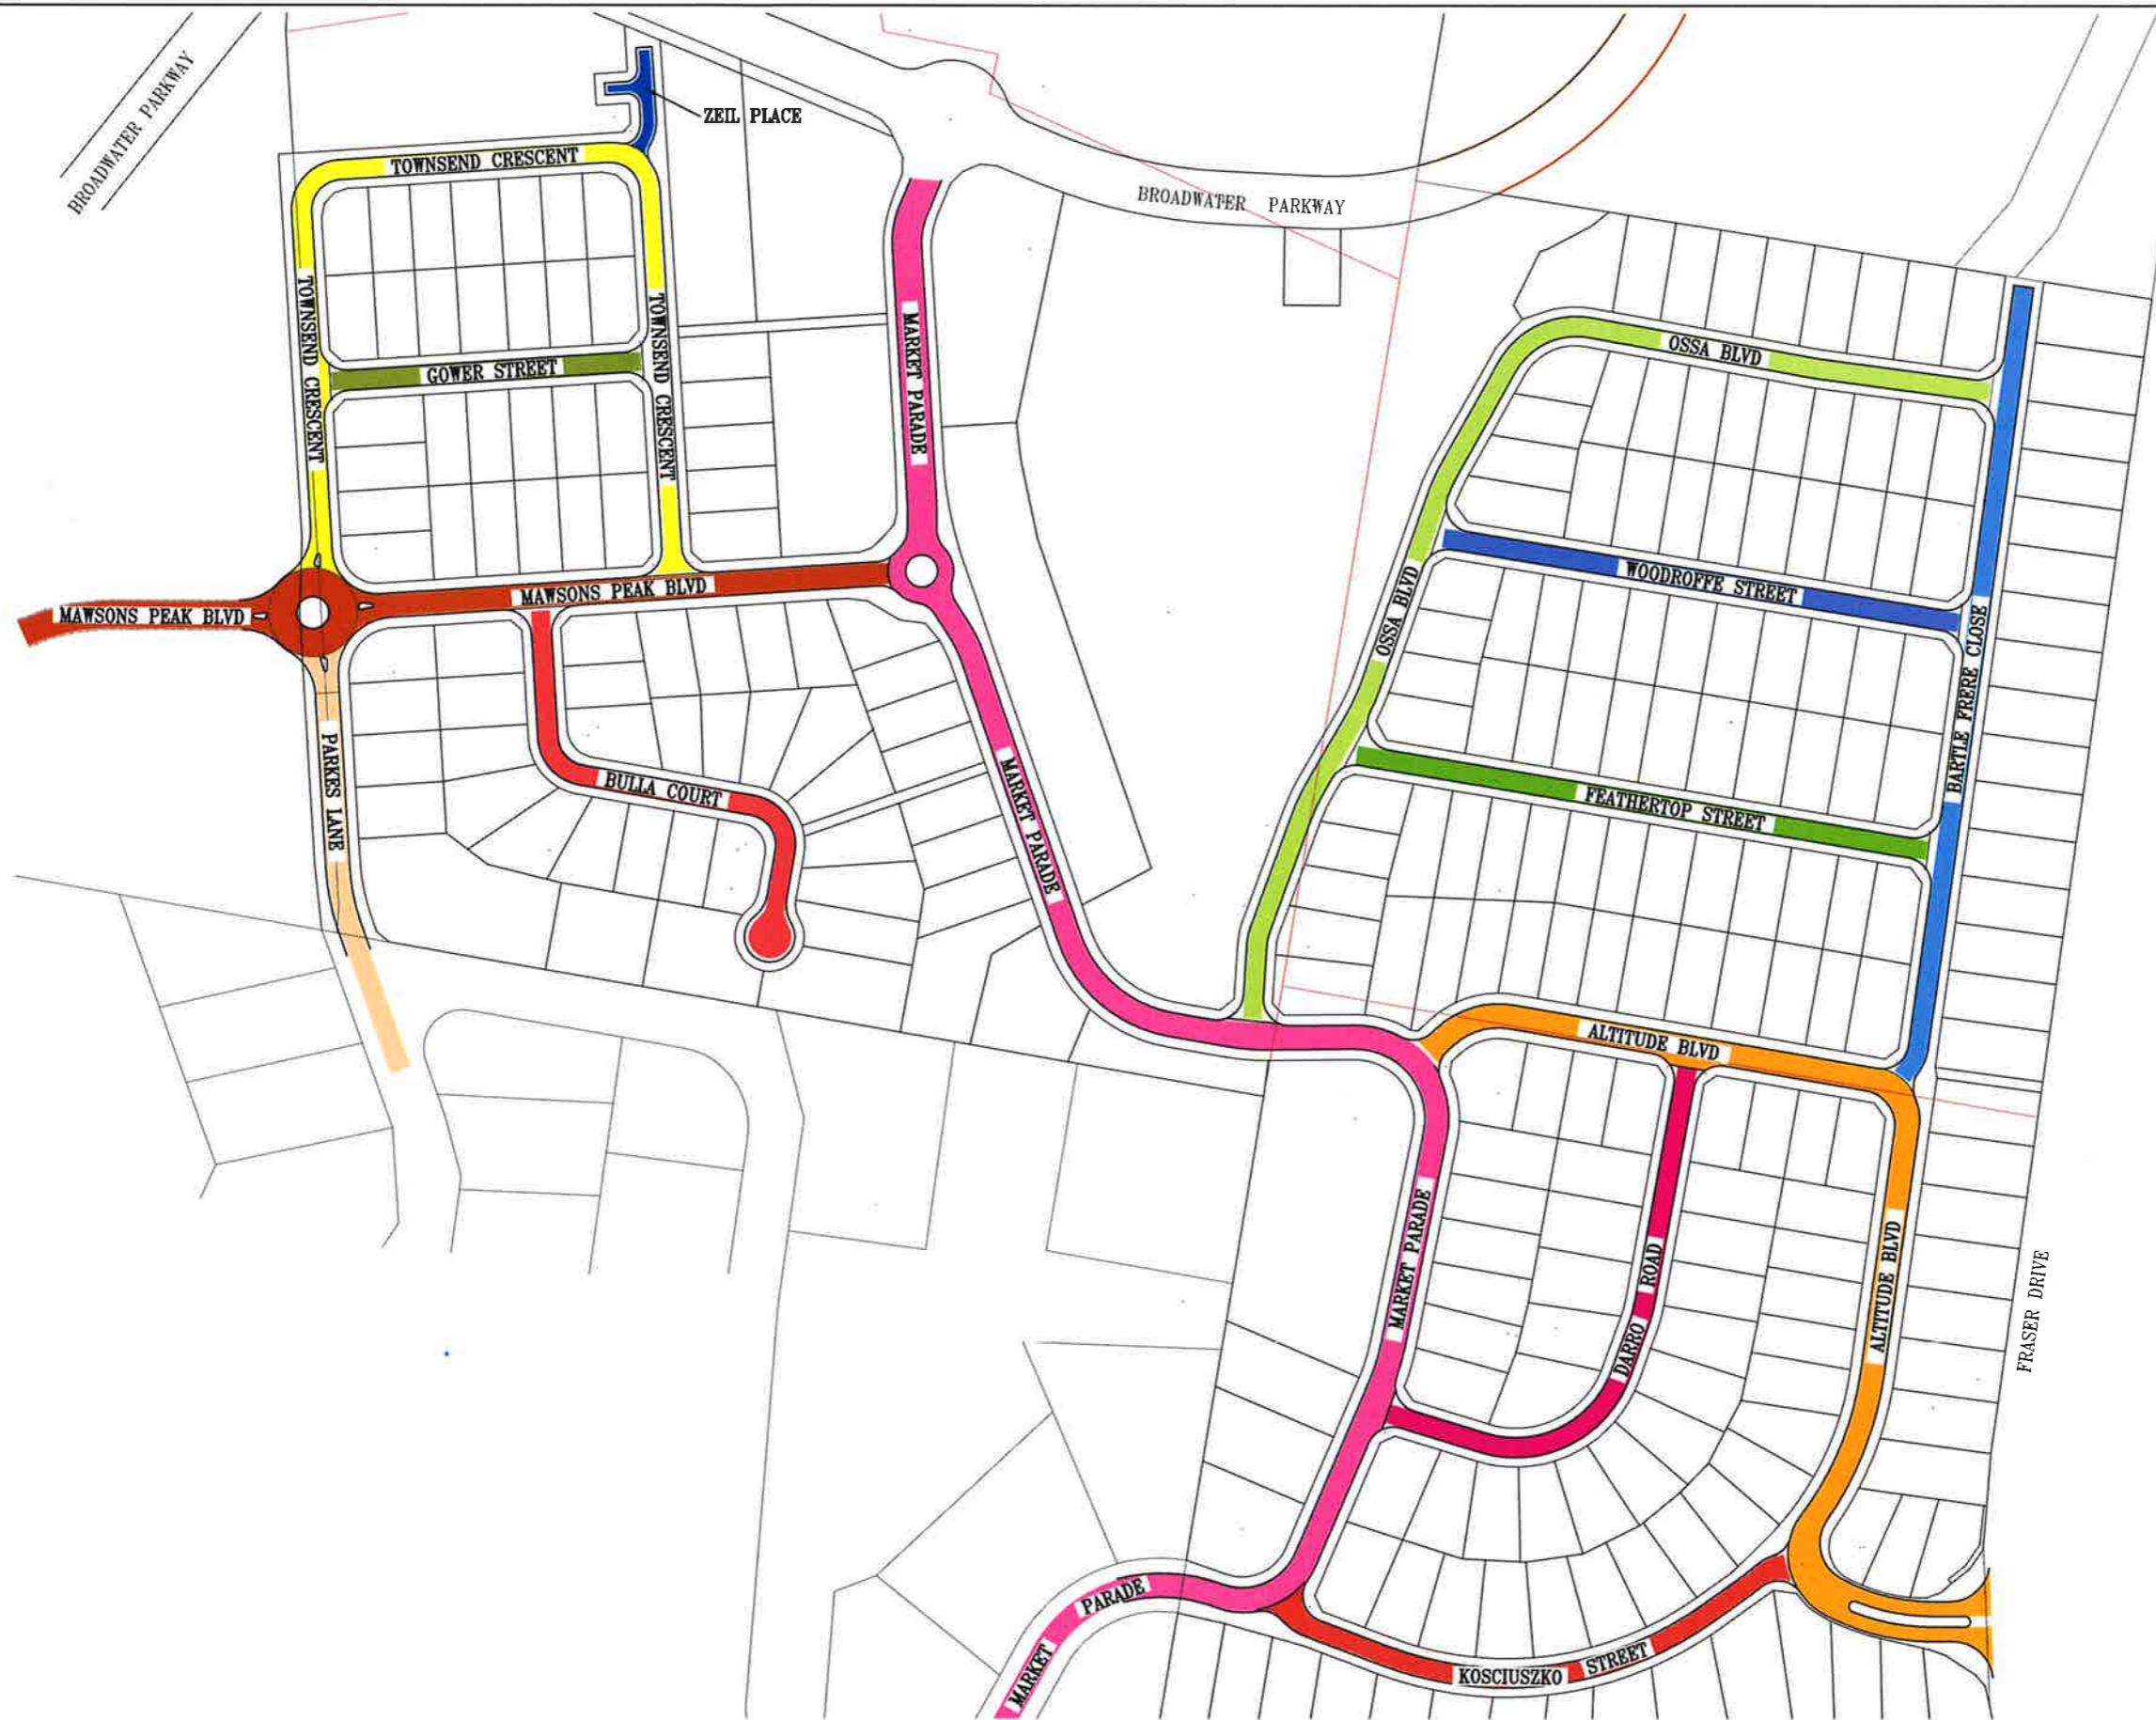 BROADWATER PARKWAY
ZEIL PLACE
TOWNSEND CRESCENT
BROADWATER PARKWAY
TOWNSEND CRESCENT
TOWNSEND CRESCENT
MARKET PARADE
OSSA BLVD
GOWER STREET
MAWSONS PEAK BLVD
MAWSONS PEAK BLVD
OSSA BLVD
WOODROFFE STREET
BARTLE FRERE CLOSE
PARKES LANE
BULLA COURT
MARKET PARADE
FEATHERTOP STREET
ALTITUDE BLVD
MARKET PARADE
DARRO ROAD
ALTITUDE BLVD
FRASER DRIVE
MARKET PARADE
KOSCIUSZKO STREET